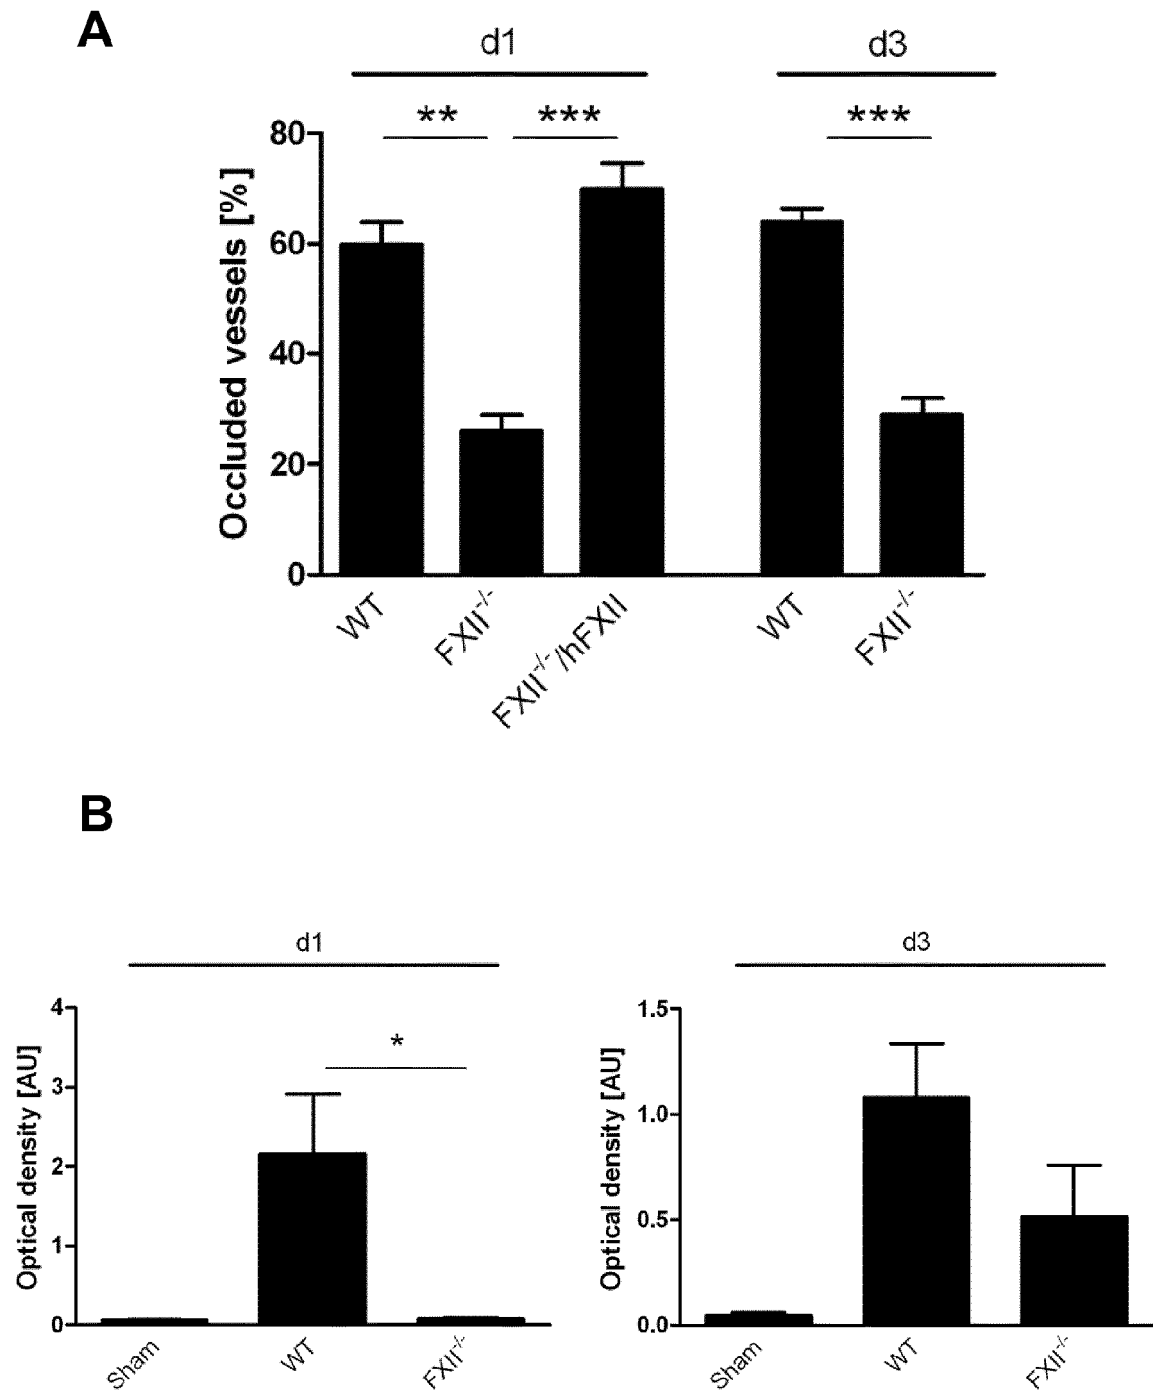 A
d1
d3
** *** ***
Occluded vessels [%]
80
60
40
20
0
WT
FXII-/-
FXII-/-/hFXII
WT
FXII-/-
B
d1
*
Optical density [AU]
4
3
2
1
0
Sham
WT
FXII-/-
d3
Optical density [AU]
1.5
1.0
0.5
0.0
Sham
WT
FXII-/-